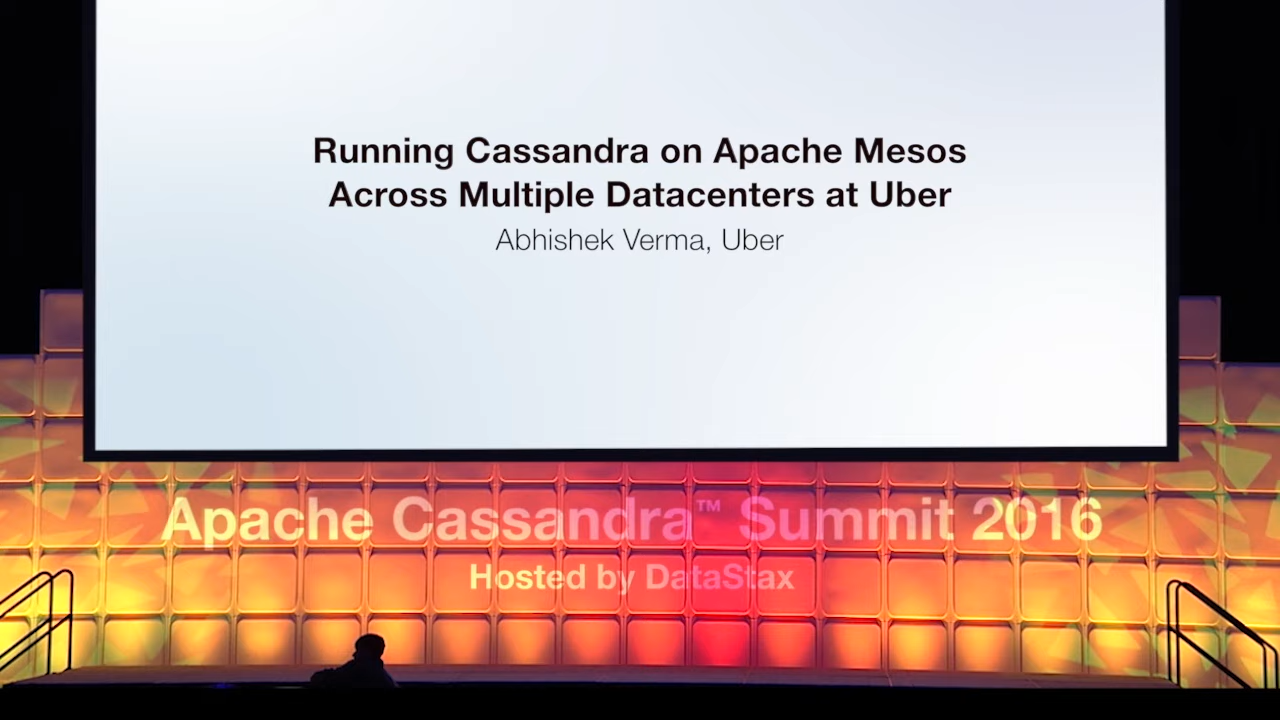 Running Cassandra on Apache Mesos
Across Multiple Datacenters at Uber
Abhishek Verma, Uber
Apache Cassandra™ Summit 2016
Hosted by DataStax